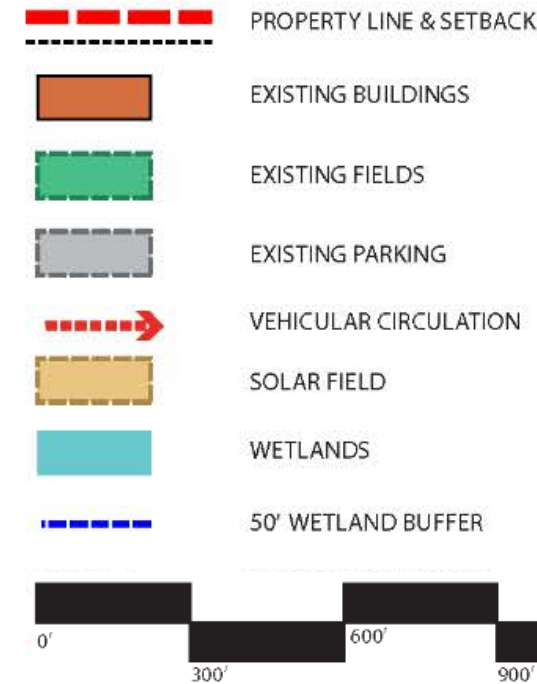 PROPERTY LINE & SETBACK
EXISTING BUILDINGS
EXISTING FIELDS
EXISTING PARKING
VEHICULAR CIRCULATION
SOLAR FIELD
WETLANDS
50' WETLAND BUFFER
0' 600'
300' 900'